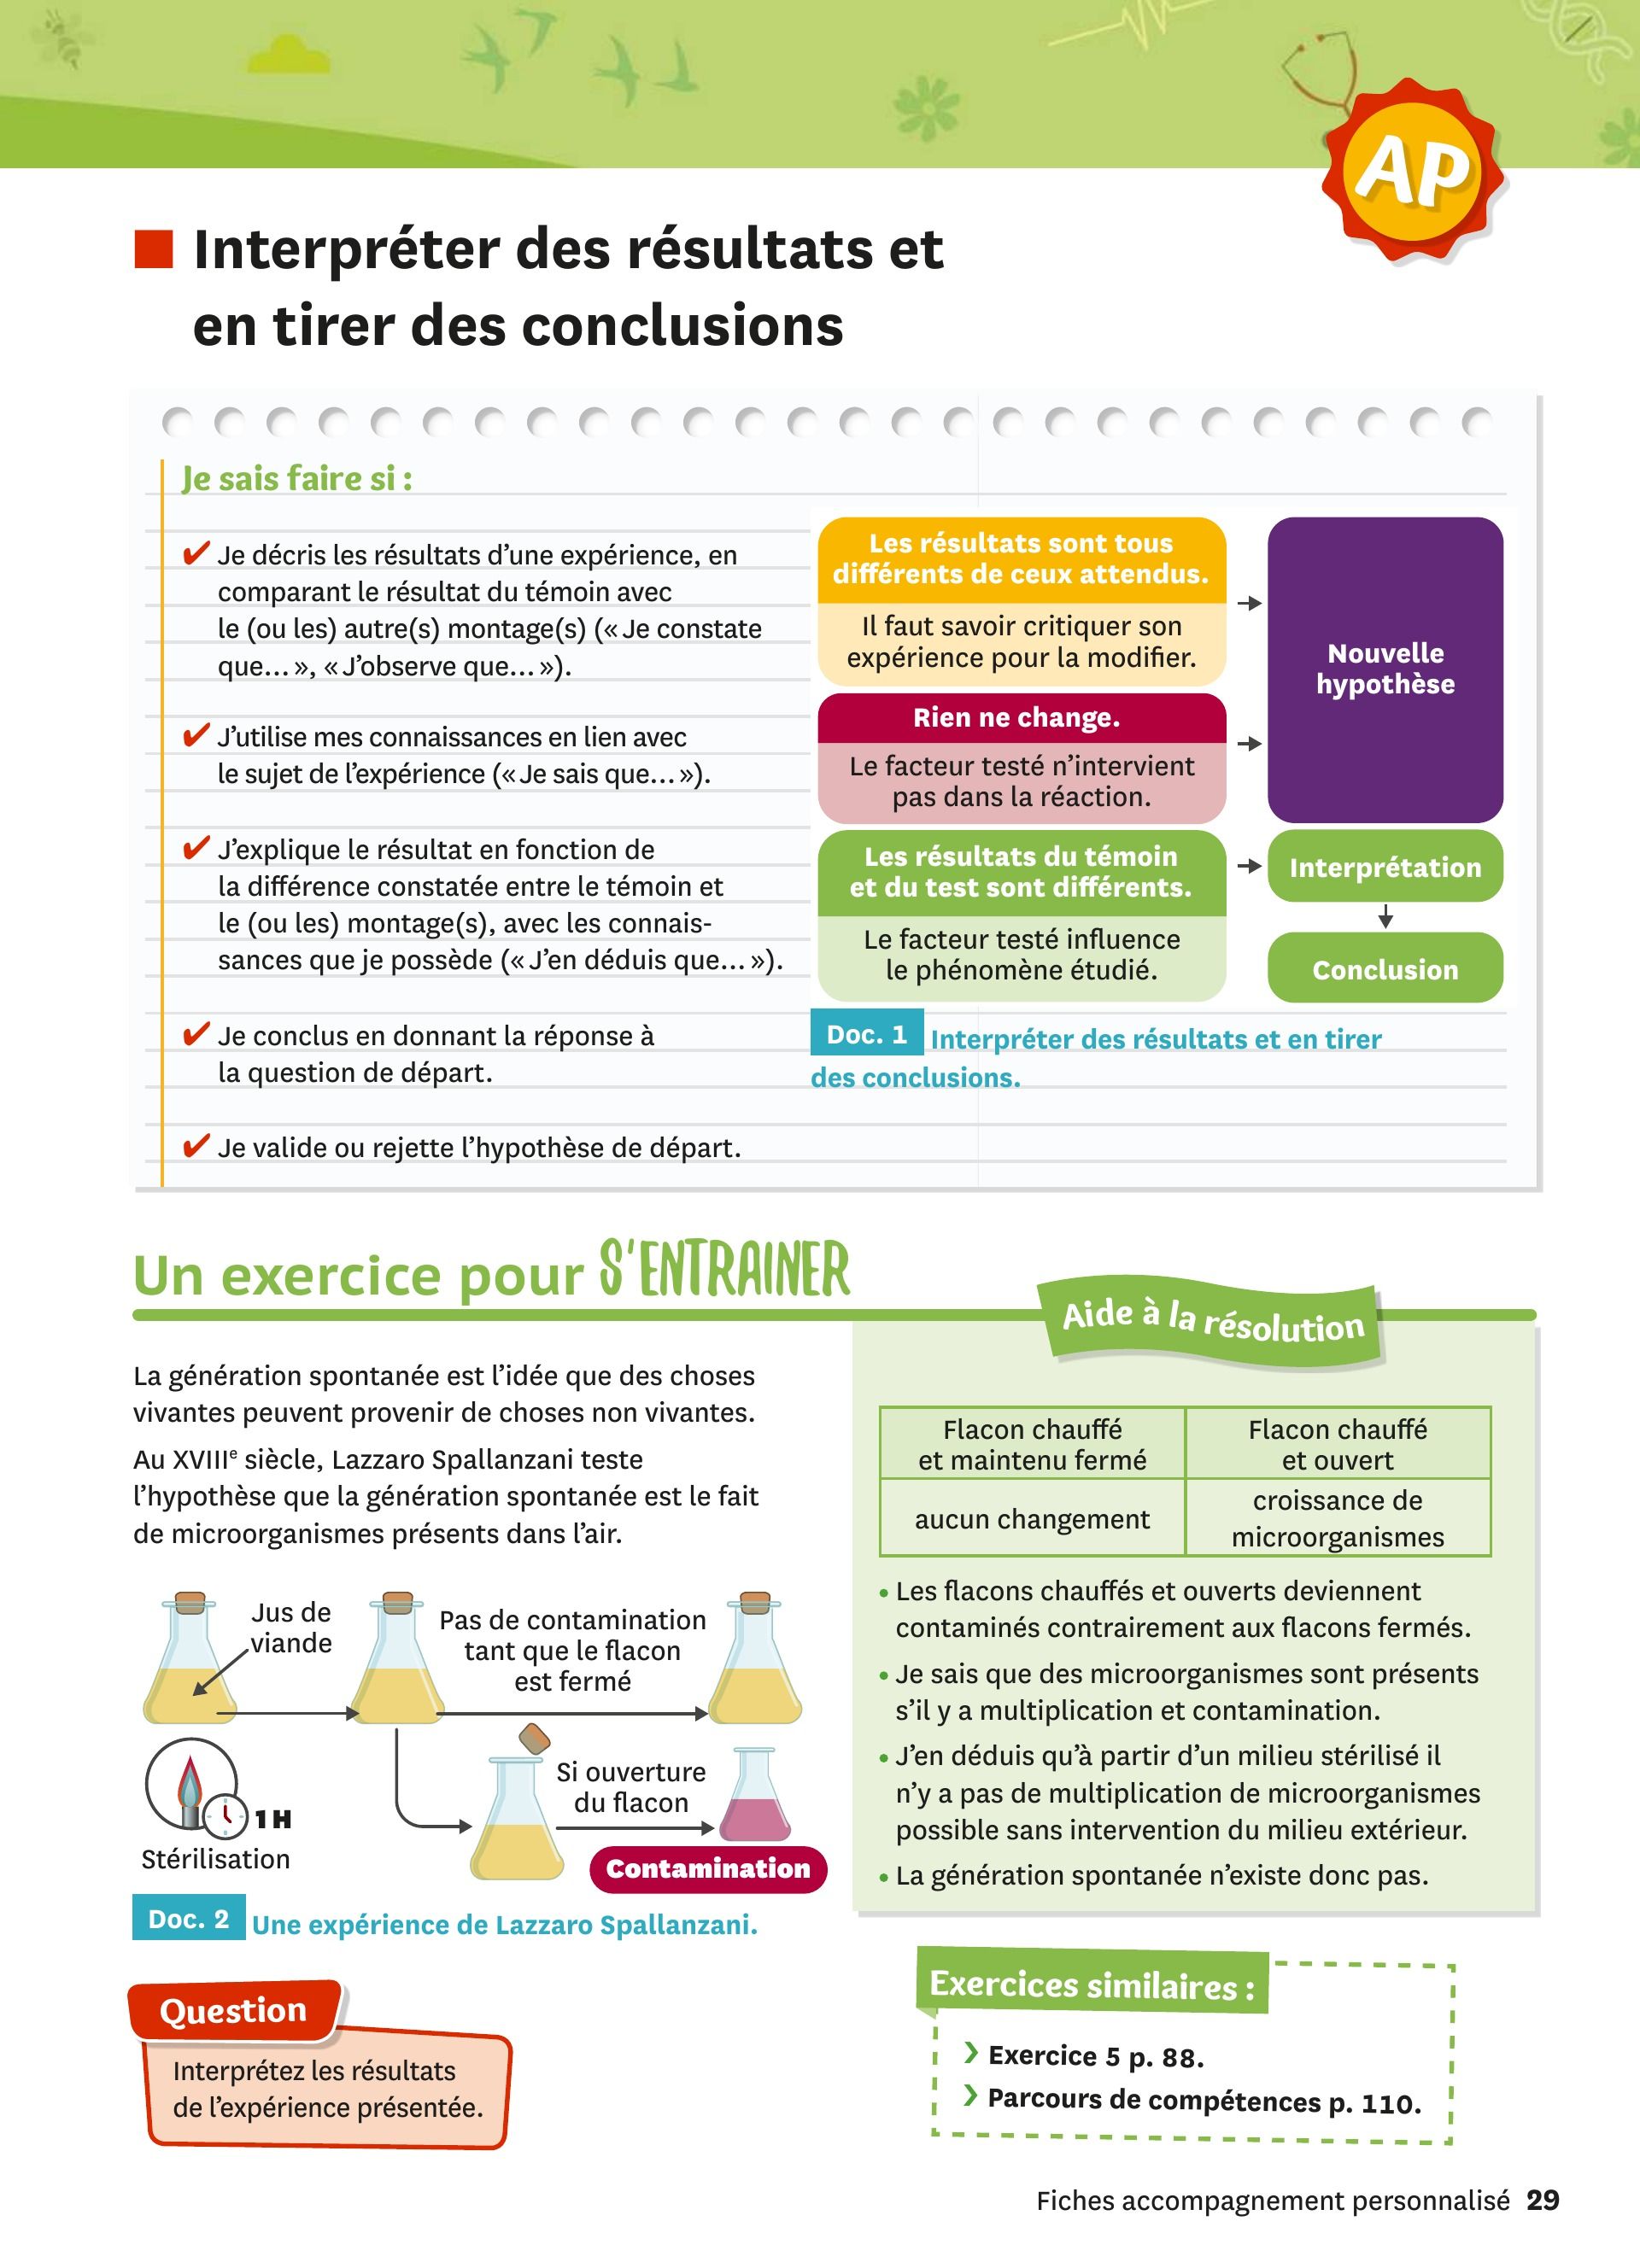 AP
Interpréter des résultats et
en tirer des conclusions
Je sais faire si :
✔ Je décris les résultats d’une expérience, en
comparant le résultat du témoin avec
le (ou les) autre(s) montage(s) (« Je constate
que… », « J’observe que… »).
✔ J’utilise mes connaissances en lien avec
le sujet de l’expérience (« Je sais que… »).
✔ J’explique le résultat en fonction de
la différence constatée entre le témoin et
le (ou les) montage(s), avec les connais-
sances que je possède (« J’en déduis que… »).
✔ Je conclus en donnant la réponse à
la question de départ.
✔ Je valide ou rejette l’hypothèse de départ.
Les résultats sont tous
différents de ceux attendus.
Il faut savoir critiquer son
expérience pour la modifier.
Rien ne change.
Le facteur testé n’intervient
pas dans la réaction.
Nouvelle
hypothèse
Les résultats du témoin
et du test sont différents.
Le facteur testé influence
le phénomène étudié.
Interprétation
Conclusion
Doc. 1 Interpréter des résultats et en tirer
des conclusions.
Un exercice pour S’ENTRAINER
La génération spontanée est l’idée que des choses
vivantes peuvent provenir de choses non vivantes.
Au XVIIIe siècle, Lazzaro Spallanzani teste
l’hypothèse que la génération spontanée est le fait
de microorganismes présents dans l’air.
Jus de
viande
Pas de contamination
tant que le flacon
est fermé
Si ouverture
du flacon
1 H
Stérilisation
Contamination
Doc. 2 Une expérience de Lazzaro Spallanzani.
Question
Interprétez les résultats
de l’expérience présentée.
Aide à la résolution
Flacon chauffé
et maintenu fermé
Flacon chauffé
et ouvert
aucun changement
croissance de
microorganismes
• Les flacons chauffés et ouverts deviennent
contaminés contrairement aux flacons fermés.
• Je sais que des microorganismes sont présents
s’il y a multiplication et contamination.
• J’en déduis qu’à partir d’un milieu stérilisé il
n’y a pas de multiplication de microorganismes
possible sans intervention du milieu extérieur.
• La génération spontanée n’existe donc pas.
Exercices similaires :
› Exercice 5 p. 88.
› Parcours de compétences p. 110.
Fiches accompagnement personnalisé 29